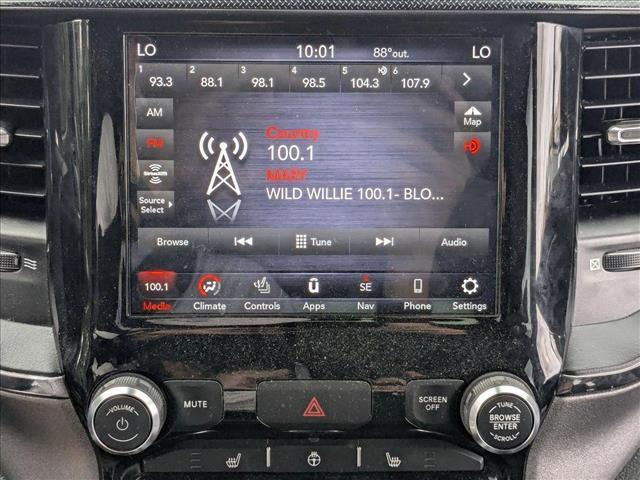 LO 10:01 88°out. LO
1 93.3 2 88.1 3 98.1 4 98.5 5 104.3 6 107.9
AM
Map
Country
FM
100.1
SiriusXM
MARY
WILD WILLIE 100.1- BLO...
Source
Select
Browse Tune Audio
100.1 SE
Media Climate Controls Apps Nav Phone Settings
VOLUME
MUTE
SCREEN
OFF
TUNE
BROWSE
ENTER
SCROLL